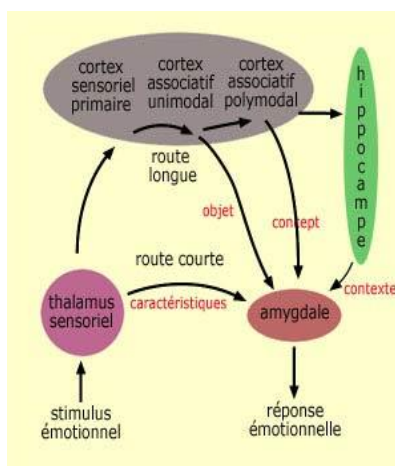 cortex
sensoriel
primaire
cortex
associatif
unimodal
cortex
associatif
polymodal
hippocampe
route
longue
objet
concept
route courte
thalamus
sensoriel
caractéristiques
amygdale
contexte
stimulus
émotionnel
réponse
émotionnelle